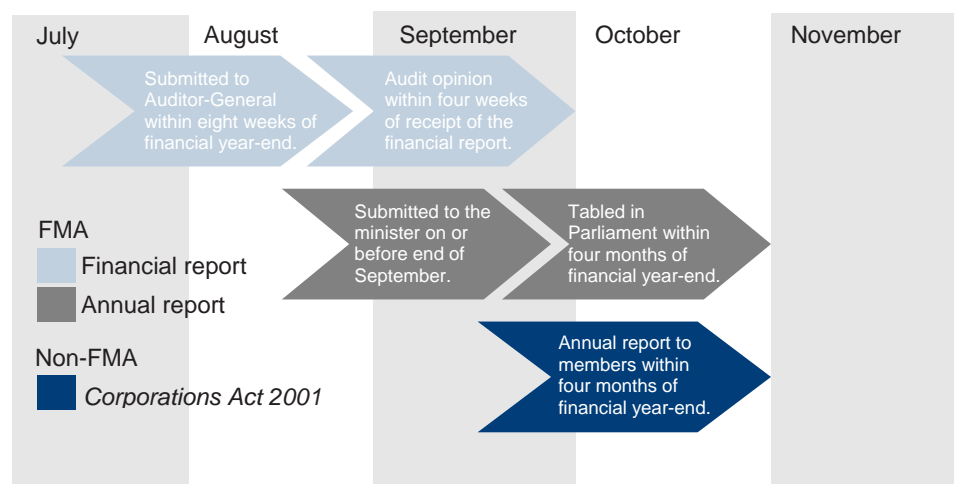 July
August
September
October
November
Submitted to
Auditor-General
within eight weeks of
financial year-end.
Audit opinion
within four weeks
of receipt of the
financial report.
Submitted to the
minister on or
before end of
September.
Tabled in
Parliament within
four months of
financial year-end.
FMA
Financial report
Annual report
Non-FMA
Corporations Act 2001
Annual report to
members within
four months of
financial year-end.